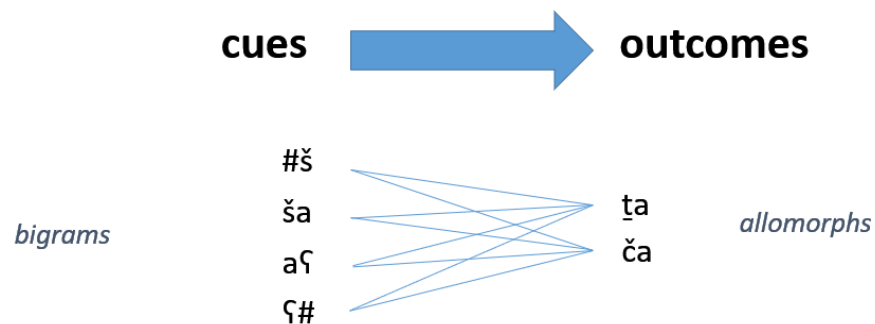 cues outcomes
#š
ša
aʕ
ʕ#
bigrams
ṯa
ča
allomorphs